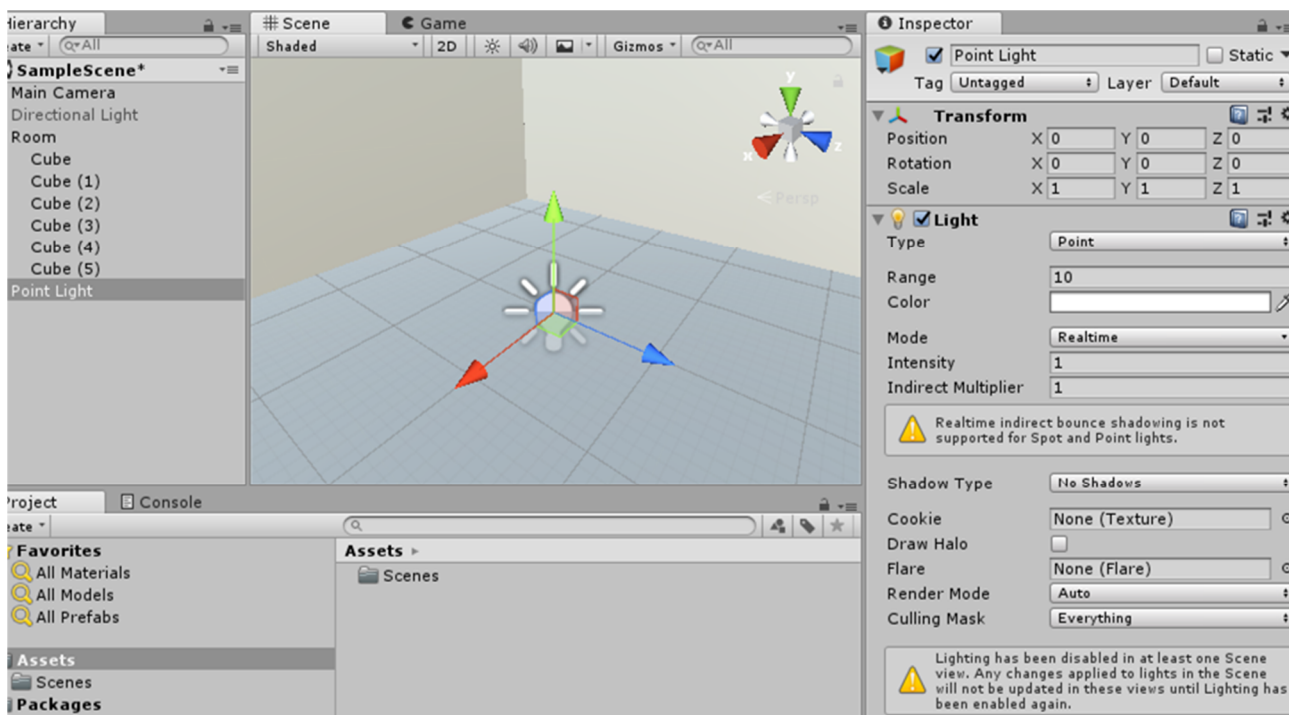 Hierarchy
eate
All
SampleScene*
Main Camera
Directional Light
Room
Cube
Cube (1)
Cube (2)
Cube (3)
Cube (4)
Cube (5)
Point Light
Scene
Game
Shaded
2D
Gizmos
All
y
x
z
Persp
Project
Console
eate
Favorites
All Materials
All Models
All Prefabs
Assets
Scenes
Packages
Assets
Scenes
Inspector
Point Light
Static
Tag Untagged Layer Default
Transform
Position X 0 Y 0 Z 0
Rotation X 0 Y 0 Z 0
Scale X 1 Y 1 Z 1
Light
Type Point
Range 10
Color
Mode Realtime
Intensity 1
Indirect Multiplier 1
Realtime indirect bounce shadowing is not
supported for Spot and Point lights.
Shadow Type No Shadows
Cookie None (Texture)
Draw Halo
Flare None (Flare)
Render Mode Auto
Culling Mask Everything
Lighting has been disabled in at least one Scene
view. Any changes applied to lights in the Scene
will not be updated in these views until Lighting has
been enabled again.